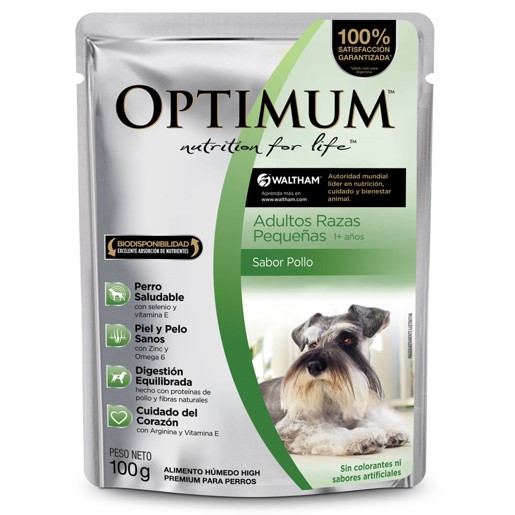 100%
SATISFACCIÓN
GARANTIZADA*
OPTIMUM™
nutrition for life™
WALTHAM™
Aprenda más en
www.waltham.com
Autoridad mundial
líder en nutrición,
cuidado y bienestar
animal.
Adultos Razas
Pequeñas 1+ años
Sabor Pollo
BIODISPONIBILIDAD
EXCELENTE ABSORCIÓN DE NUTRIENTES
Perro
Saludable
con selenio y
vitamina E
Piel y Pelo
Sanos
con Zinc y
Omega 6
Digestión
Equilibrada
hecho con proteínas de
pollo y fibras naturales
Cuidado del
Corazón
con Arginina y Vitamina E
PESO NETO
100g
ALIMENTO HÚMEDO HIGH
PREMIUM PARA PERROS
Sin colorantes ni
sabores artificiales